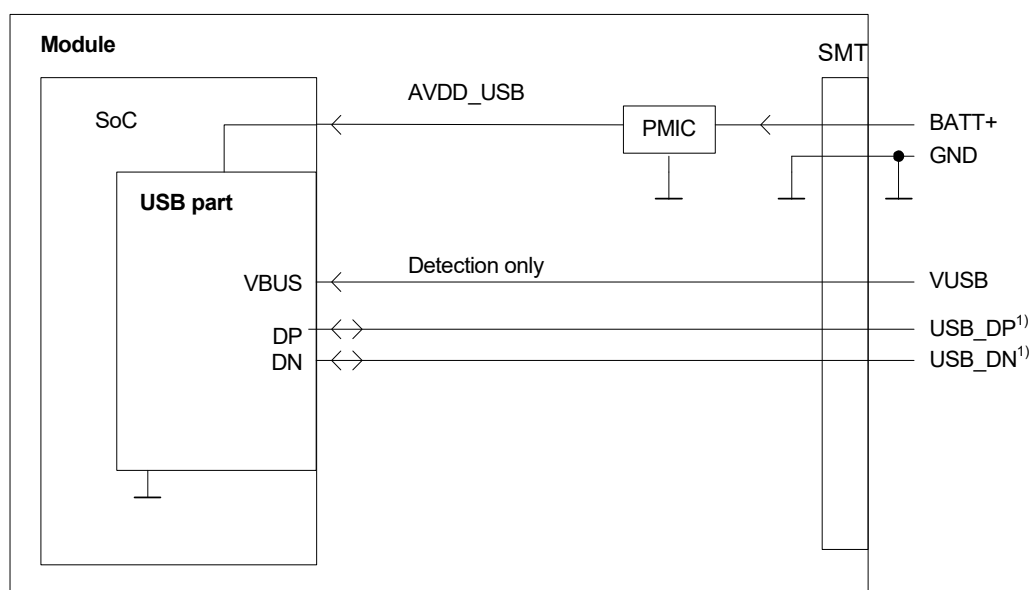 Module
SMT
AVDD_USB
SoC
PMIC
BATT+
GND
USB part
Detection only
VBUS
VUSB
DP
USB_DP1)
DN
USB_DN1)